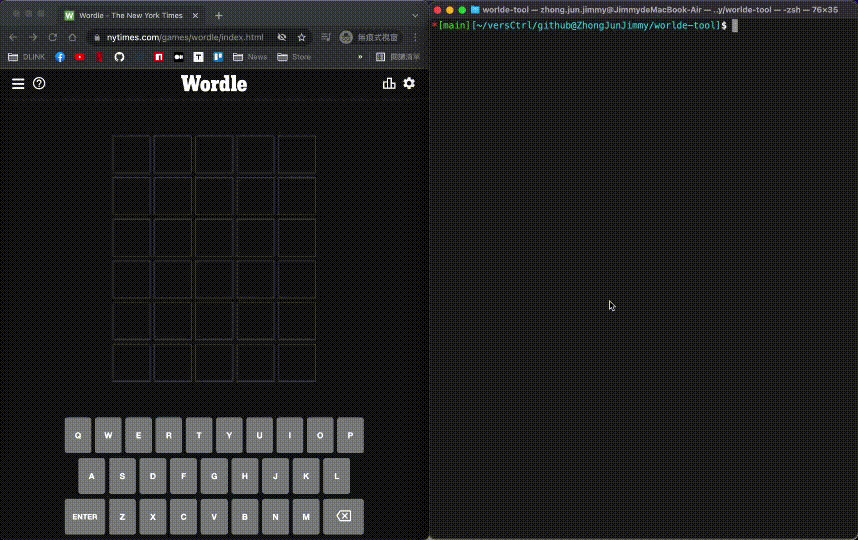 Wordle - The New York Times
nytimes.com/games/wordle/index.html
無痕式視窗
DLINK
News
Store
»
閱讀清單
Wordle
Q W E R T Y U I O P
A S D F G H J K L
ENTER Z X C V B N M
worlde-tool — zhong.jun.jimmy@JimmydeMacBook-Air — ..y/worlde-tool — -zsh — 76×35
*[main][~/versCtrl/github@ZhongJunJimmy/worlde-tool]$